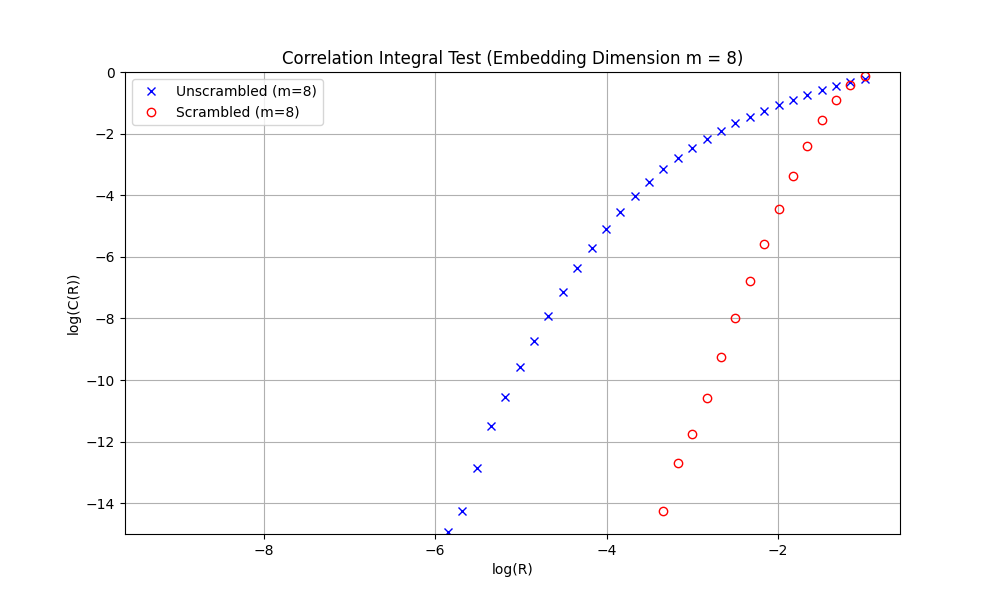 Correlation Integral Test (Embedding Dimension m = 8)
Unscrambled (m=8)
Scrambled (m=8)
0
−2
−4
−6
−8
−10
−12
−14
log(C(R))
−8
−6
−4
−2
log(R)